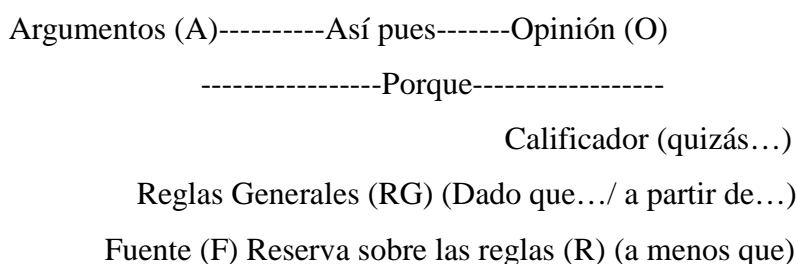 Argumentos (A)----------Así pues-------Opinión (O)
-----------------Porque------------------
Calificador (quizás…)
Reglas Generales (RG) (Dado que…/ a partir de…)
Fuente (F) Reserva sobre las reglas (R) (a menos que)